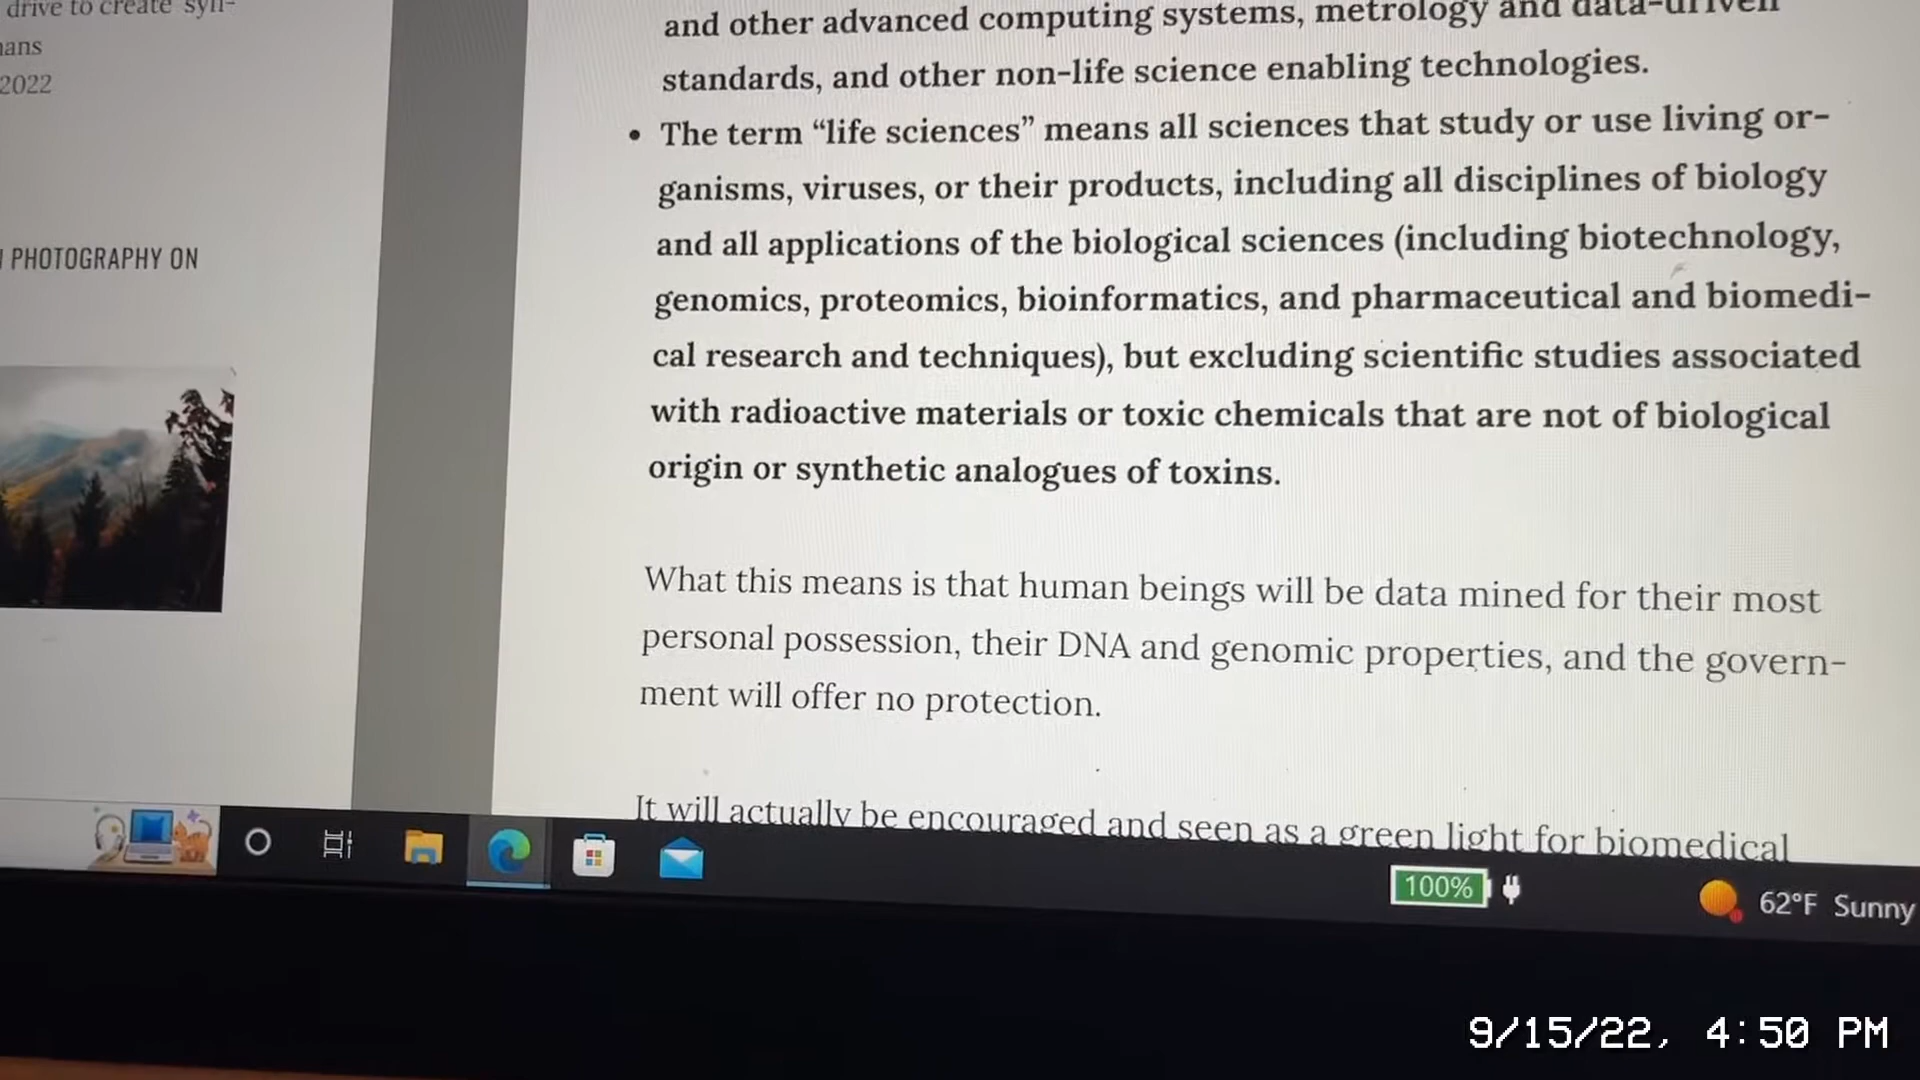 drive to create syn-
ans
2022
PHOTOGRAPHY ON
and other advanced computing systems, metrology and data-driven
standards, and other non-life science enabling technologies.
• The term “life sciences” means all sciences that study or use living or-
ganisms, viruses, or their products, including all disciplines of biology
and all applications of the biological sciences (including biotechnology,
genomics, proteomics, bioinformatics, and pharmaceutical and biomedi-
cal research and techniques), but excluding scientific studies associated
with radioactive materials or toxic chemicals that are not of biological
origin or synthetic analogues of toxins.
What this means is that human beings will be data mined for their most
personal possession, their DNA and genomic properties, and the govern-
ment will offer no protection.
It will actually be encouraged and seen as a green light for biomedical
100%
62°F Sunny
9/15/22, 4:50 PM